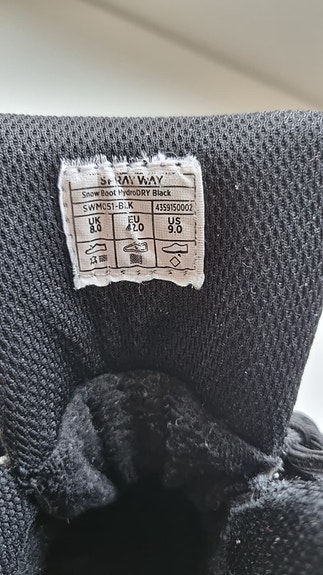 SPRAYWAY
Snow Boot HydroDRY Black
SWM051-BLK 4359150002
UK EU US
8.0 42.0 9.0